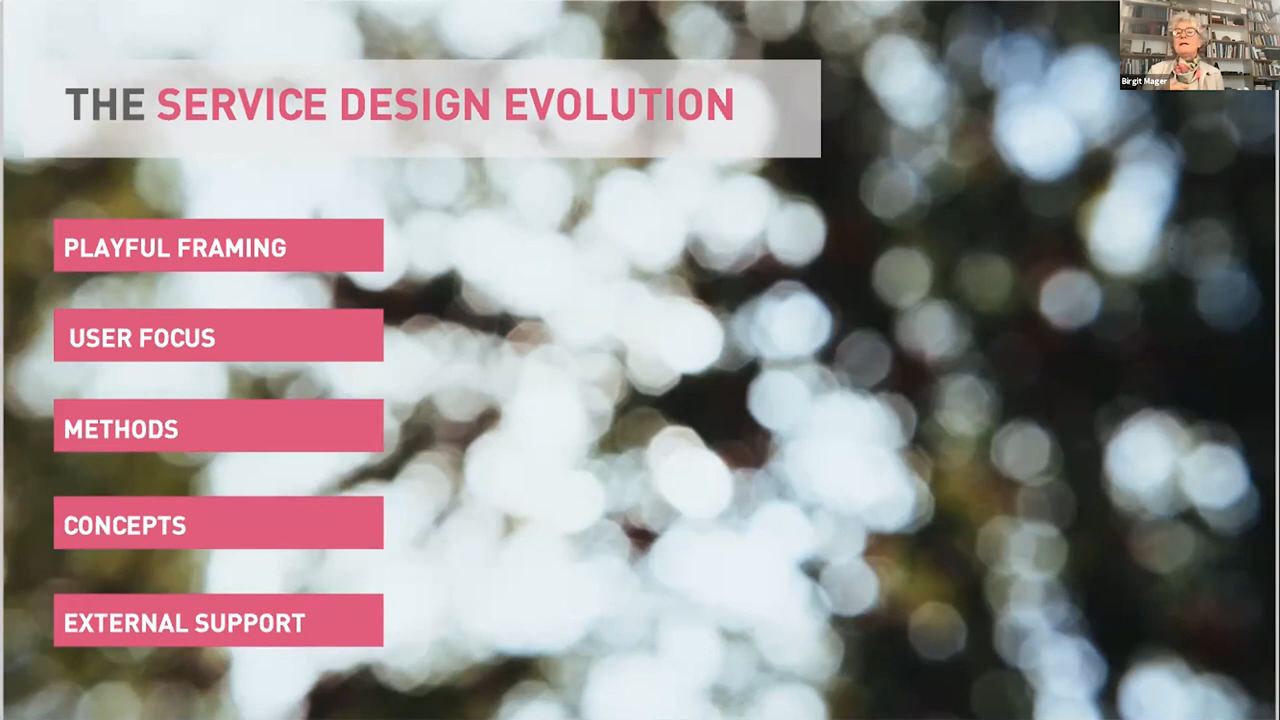 THE SERVICE DESIGN EVOLUTION
Birgit Mager
PLAYFUL FRAMING
USER FOCUS
METHODS
CONCEPTS
EXTERNAL SUPPORT